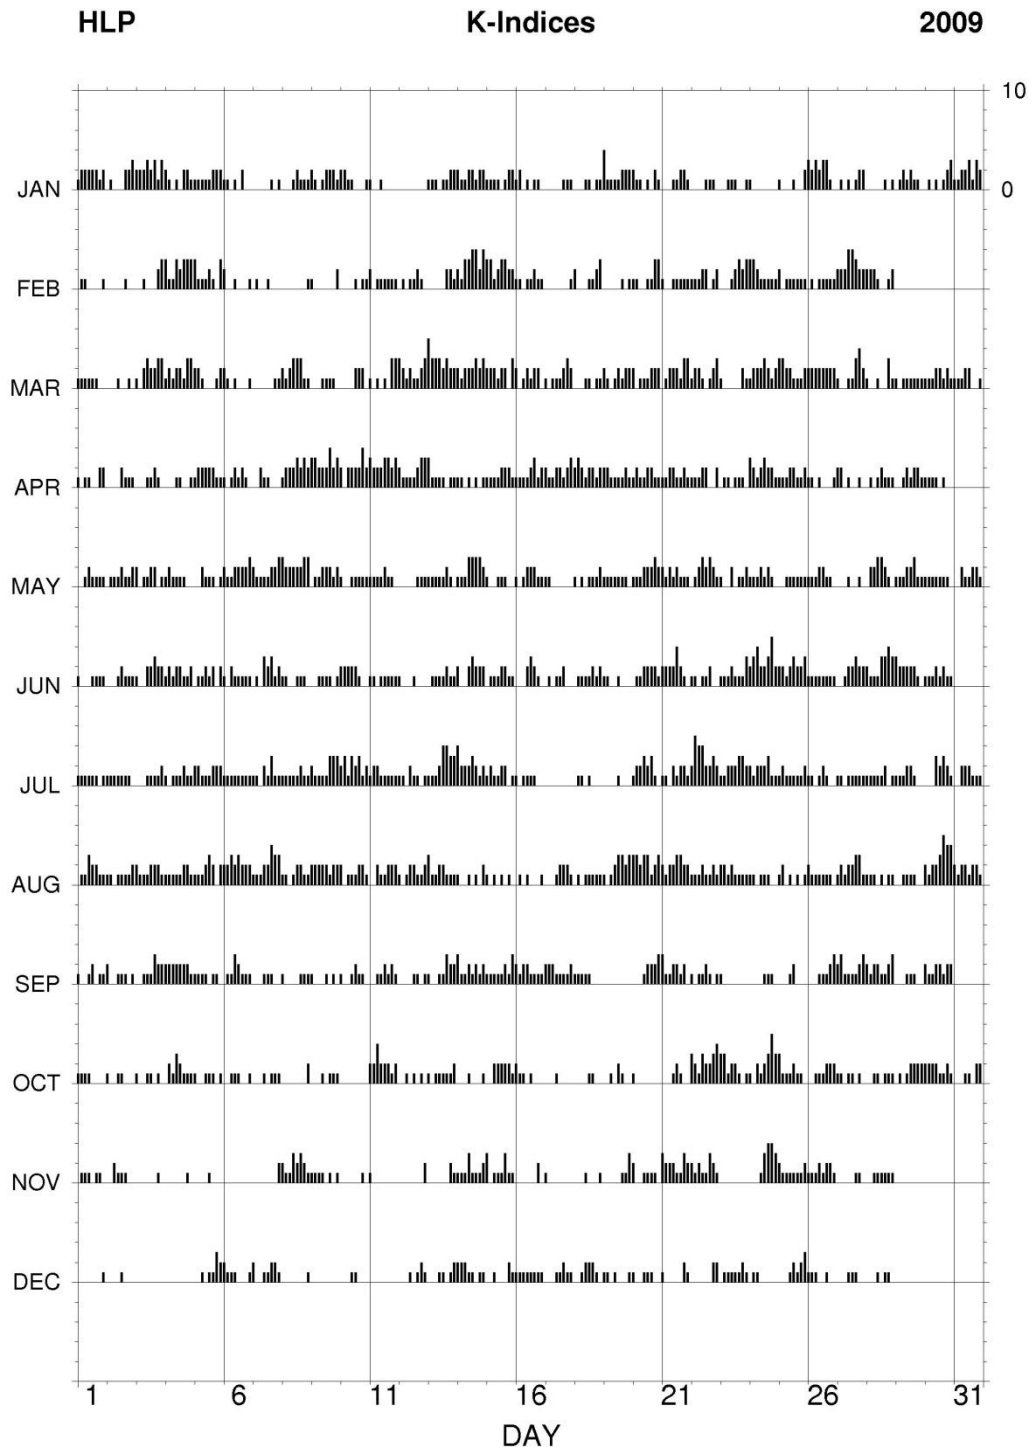 HLP K-Indices 2009
10
JAN 0
FEB
MAR
APR
MAY
JUN
JUL
AUG
SEP
OCT
NOV
DEC
1 6 11 16 21 26 31
DAY